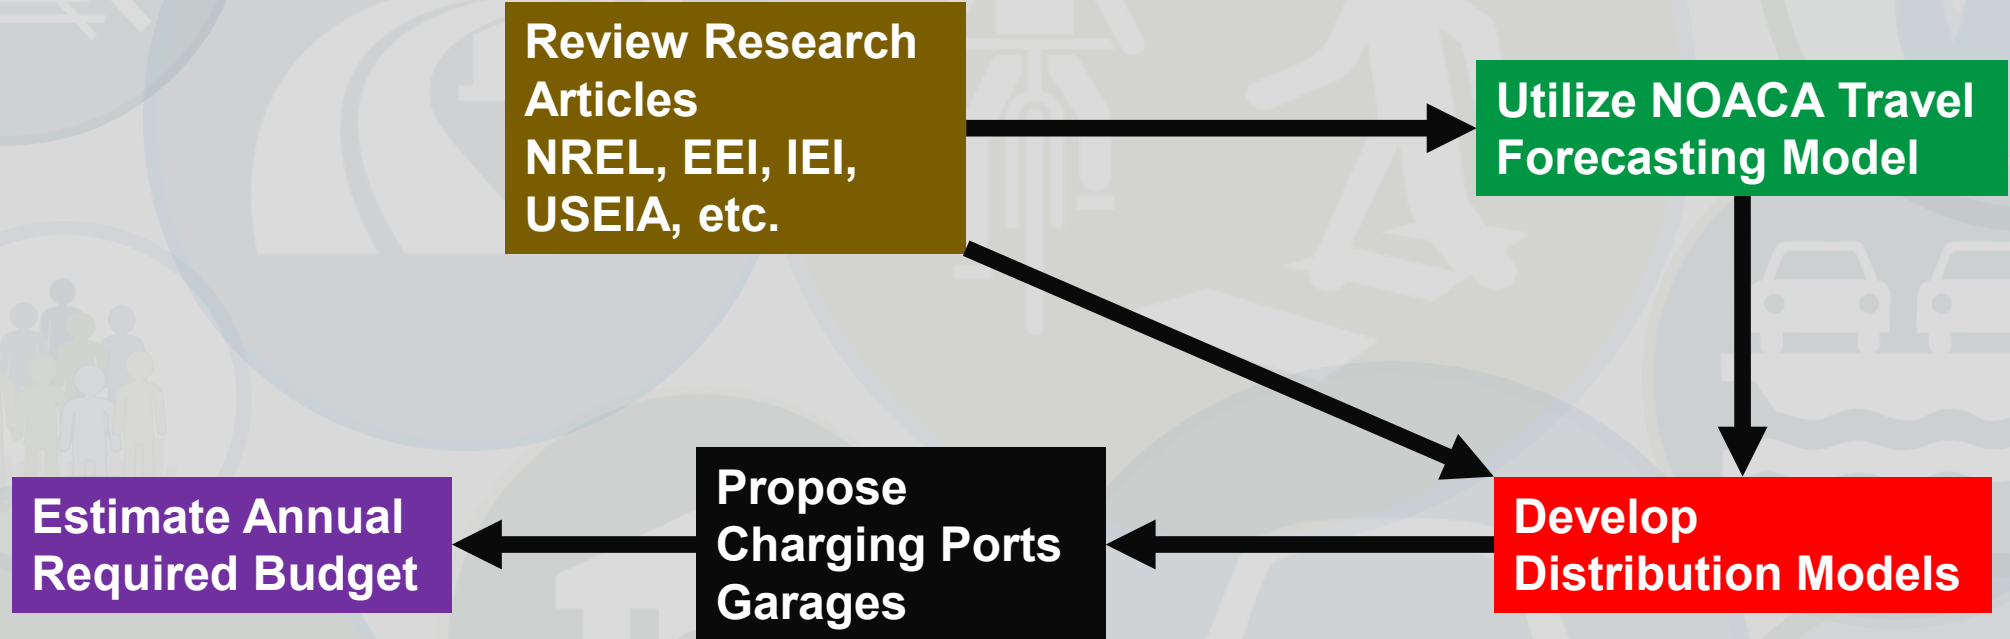 Review Research
Articles
NREL, EEI, IEI,
USEIA, etc.
Utilize NOACA Travel
Forecasting Model
Develop
Distribution Models
Propose
Charging Ports
Garages
Estimate Annual
Required Budget